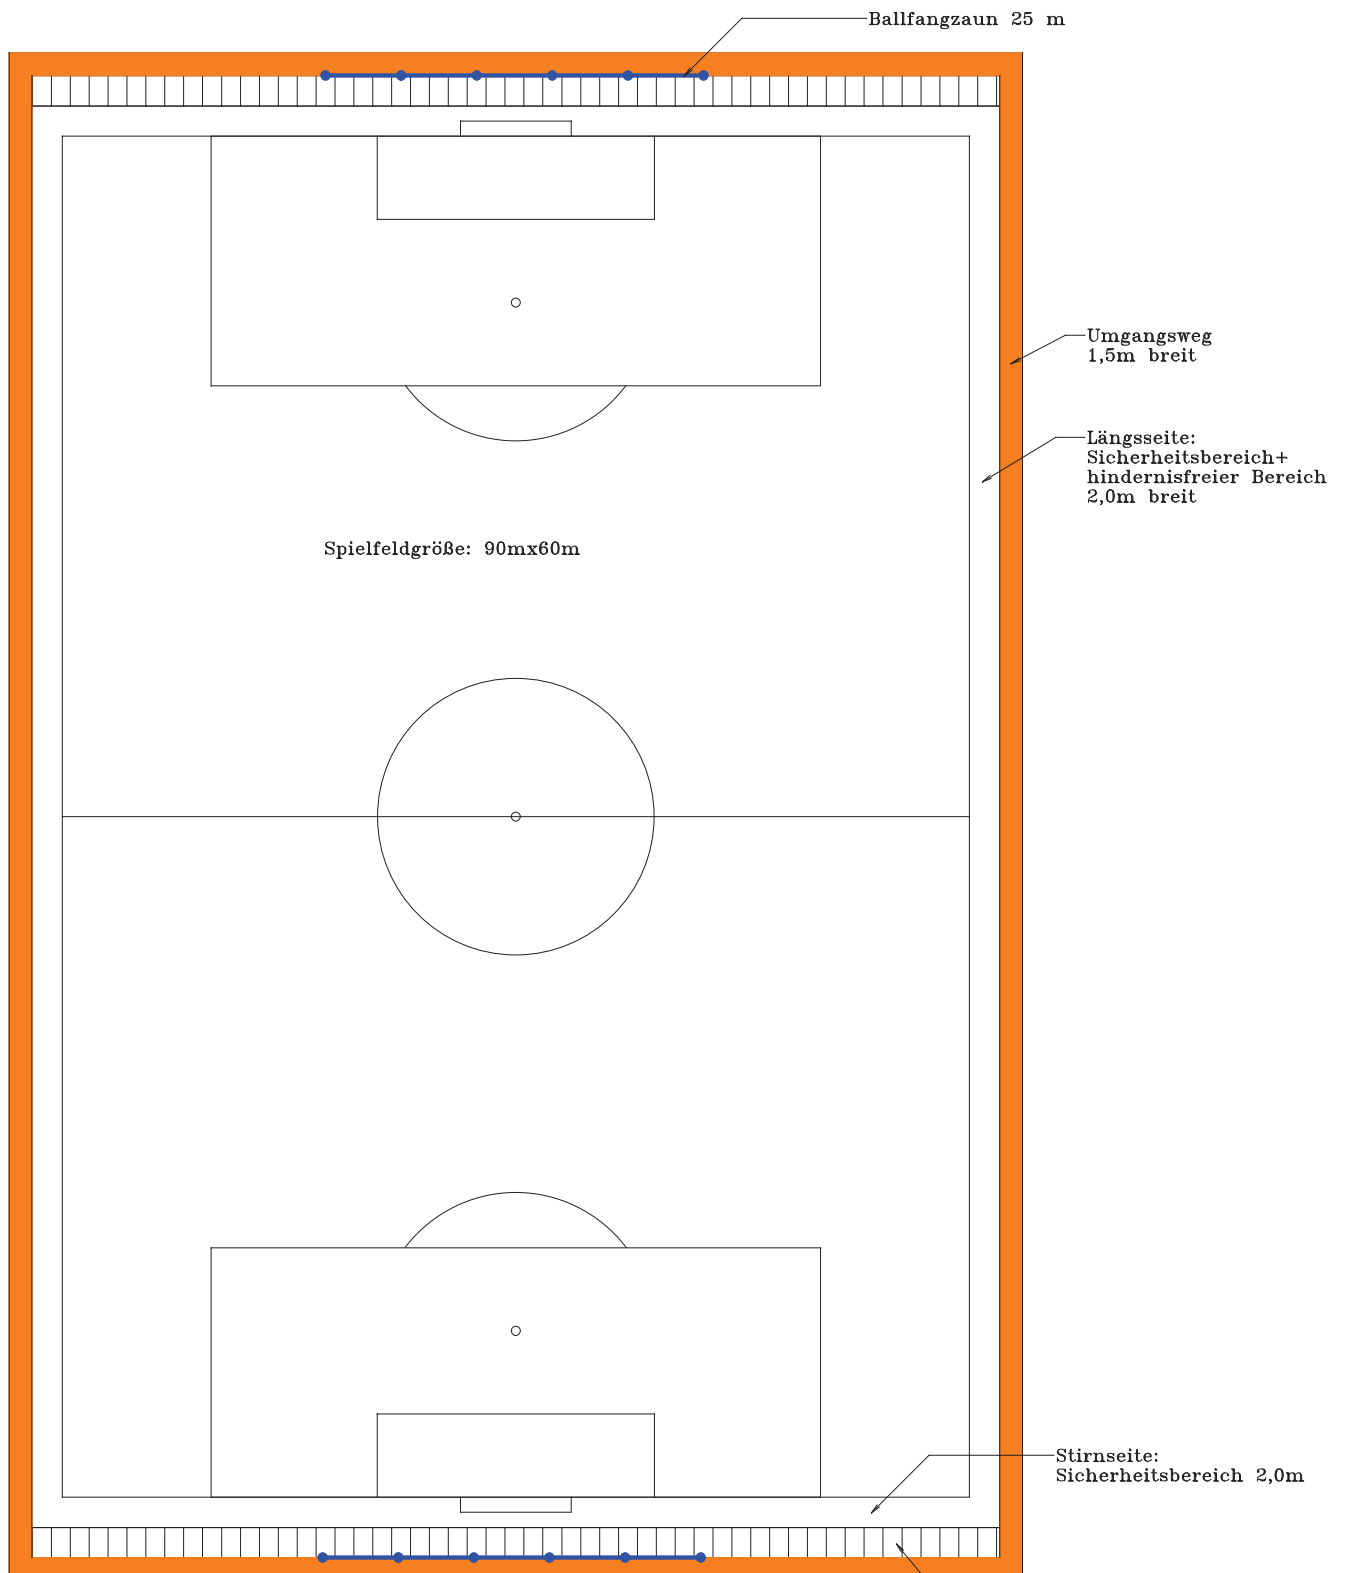 Ballfangzaun 25 m
Umgangsweg
1,5m breit
Längsseite:
Sicherheitsbereich+
hindernisfreier Bereich
2,0m breit
Spielfeldgröße: 90mx60m
Stirnseite:
Sicherheitsbereich 2,0m